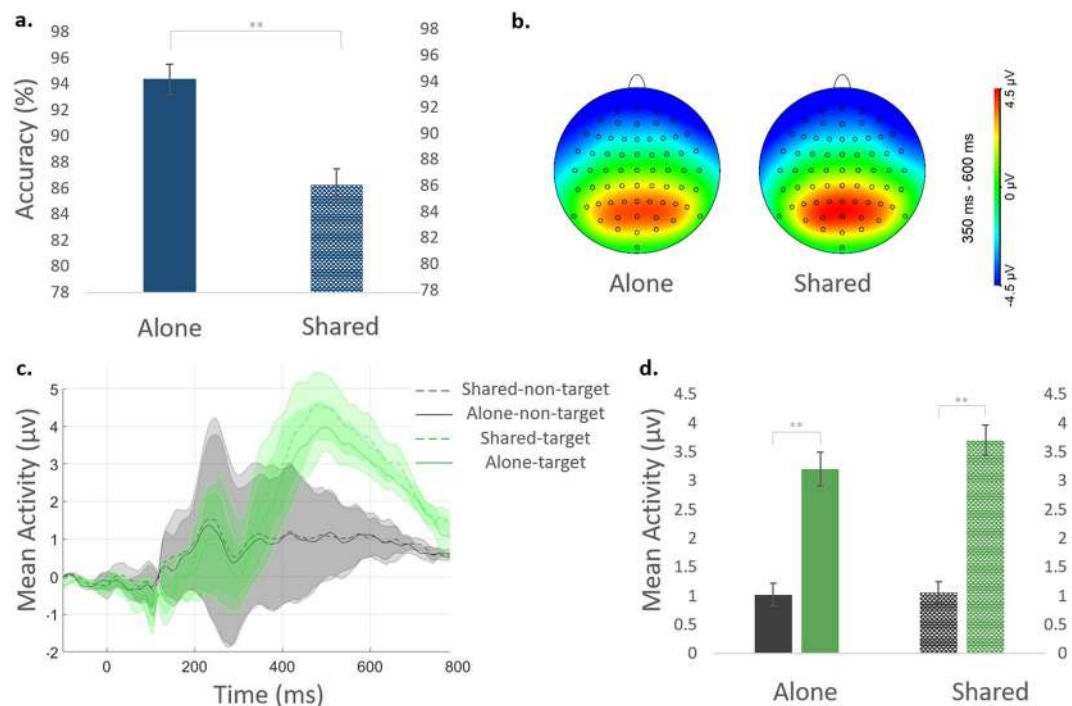 a.
98
96
94
92
90
88
86
84
82
80
78
Accuracy (%)
**
98
96
94
92
90
88
86
84
82
80
78
Alone
Shared
b.
Alone
Shared
350 ms - 600 ms
4.5 µV
0 µV
-4.5 µV
c.
5
4
3
2
1
0
-1
-2
Mean Activity (µv)
0
200
400
600
800
Time (ms)
Shared-non-target
Alone-non-target
Shared-target
Alone-target
d.
4.5
4
3.5
3
2.5
2
1.5
1
0.5
0
Mean Activity (µv)
**
**
4.5
4
3.5
3
2.5
2
1.5
1
0.5
0
Alone
Shared